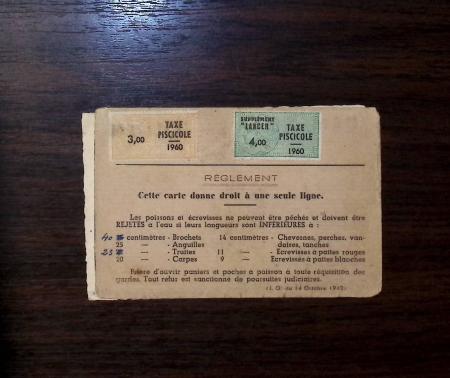 3,00
TAXE
PISCICOLE
1960
SUPPLÉMENT
"LANCER"
4,00
TAXE
PISCICOLE
1960
RÈGLEMENT
Cette carte donne droit à une seule ligne.
Les poissons et écrevisses ne peuvent être pêchés et doivent être
REJETÉS à l'eau si leurs longueurs sont INFÉRIEURES à :
40 centimètres - Brochets 14 centimètres - Chevesnes, perches, van-
25 — - Anguilles doises, tanches
23 — - Truites 11 — - Écrevisses à pattes rouges
20 — - Carpes 9 — - Écrevisses à pattes blanches
Prière d'ouvrir paniers et poches à poisson à toute réquisition des
gardes. Tout refus est sanctionné de poursuites judiciaires.
14 Octobre